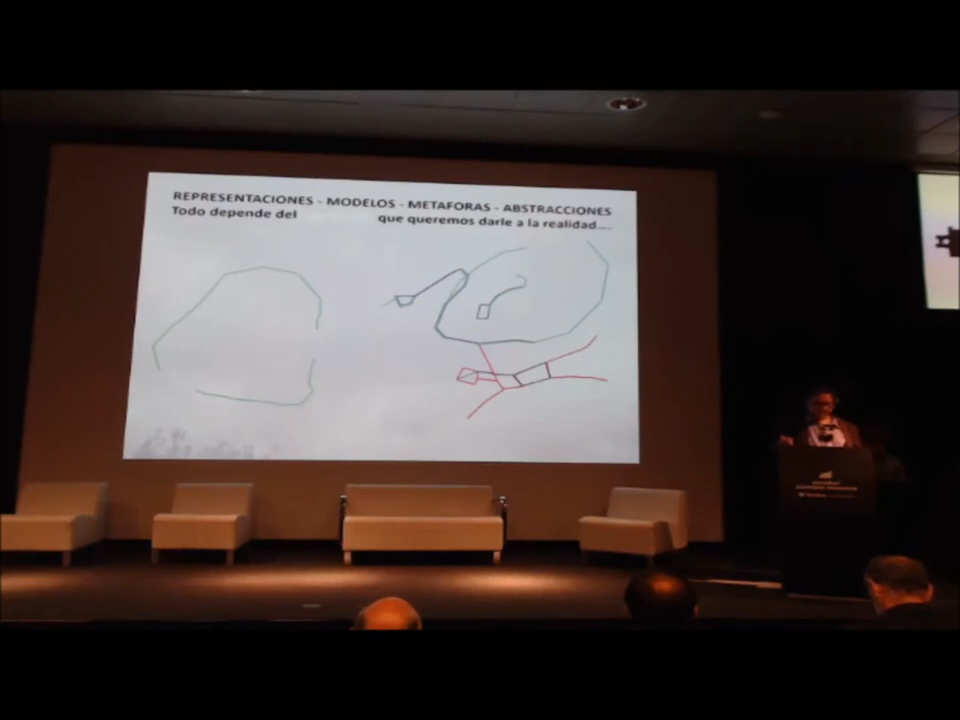 REPRESENTACIONES - MODELOS - METAFORAS - ABSTRACCIONES
Todo depende del que queremos darle a la realidad....